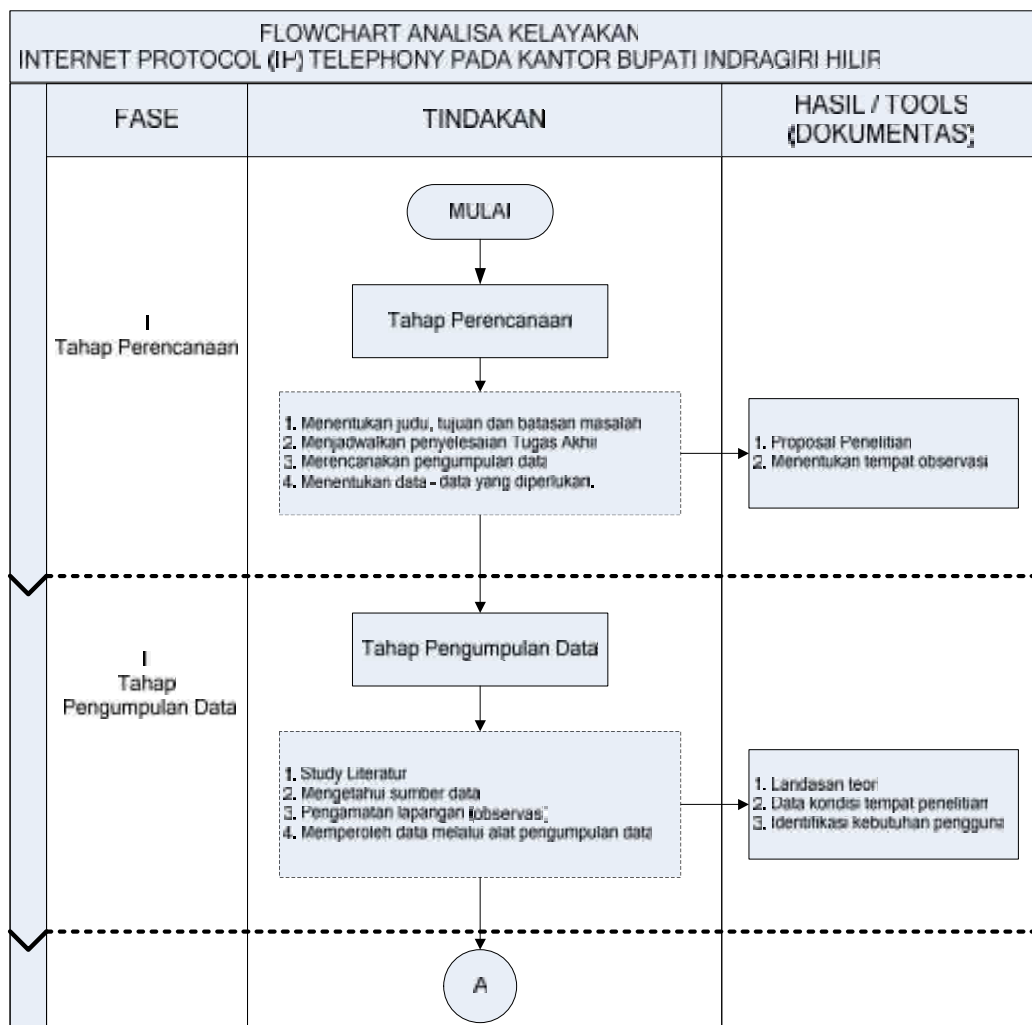 FLOWCHART ANALISA KELAYAKAN
INTERNET PROTOCOL (IP) TELEPHONY PADA KANTOR BUPATI INDRAGIRI HILIR
FASE
TINDAKAN
HASIL / TOOLS
(DOKUMENTAS)
MULAI
I
Tahap Perencanaan
Tahap Perencanaan
1. Menentukan judu, tujuan dan batasan masalah
2. Menjadwalkan penyelesaian Tugas Akhir
3. Merencanakan pengumpulan data
4. Menentukan data - data yang diperlukan.
1. Proposal Penelitian
2. Menentukan tempat observasi
I
Tahap
Pengumpulan Data
Tahap Pengumpulan Data
1. Study Literatur
2. Mengetahui sumber data
3. Pengamatan lapangan (observas)
4. Memperoleh data melalui alat pengumpulan data
1. Landasan teori
2. Data kondisi tempat penelitian
3. Identifikasi kebutuhan pengguna
A